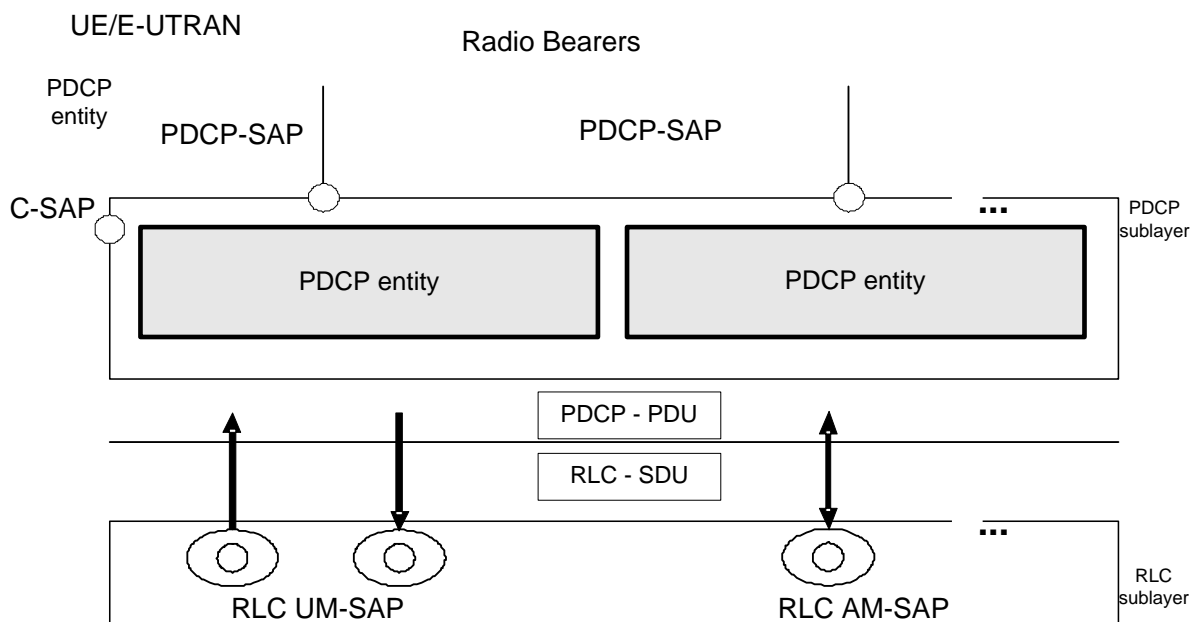 UE/E-UTRAN
Radio Bearers
PDCP
entity
PDCP-SAP
PDCP-SAP
C-SAP
...
PDCP
sublayer
PDCP entity
PDCP entity
PDCP - PDU
RLC - SDU
...
RLC UM-SAP
RLC AM-SAP
RLC
sublayer